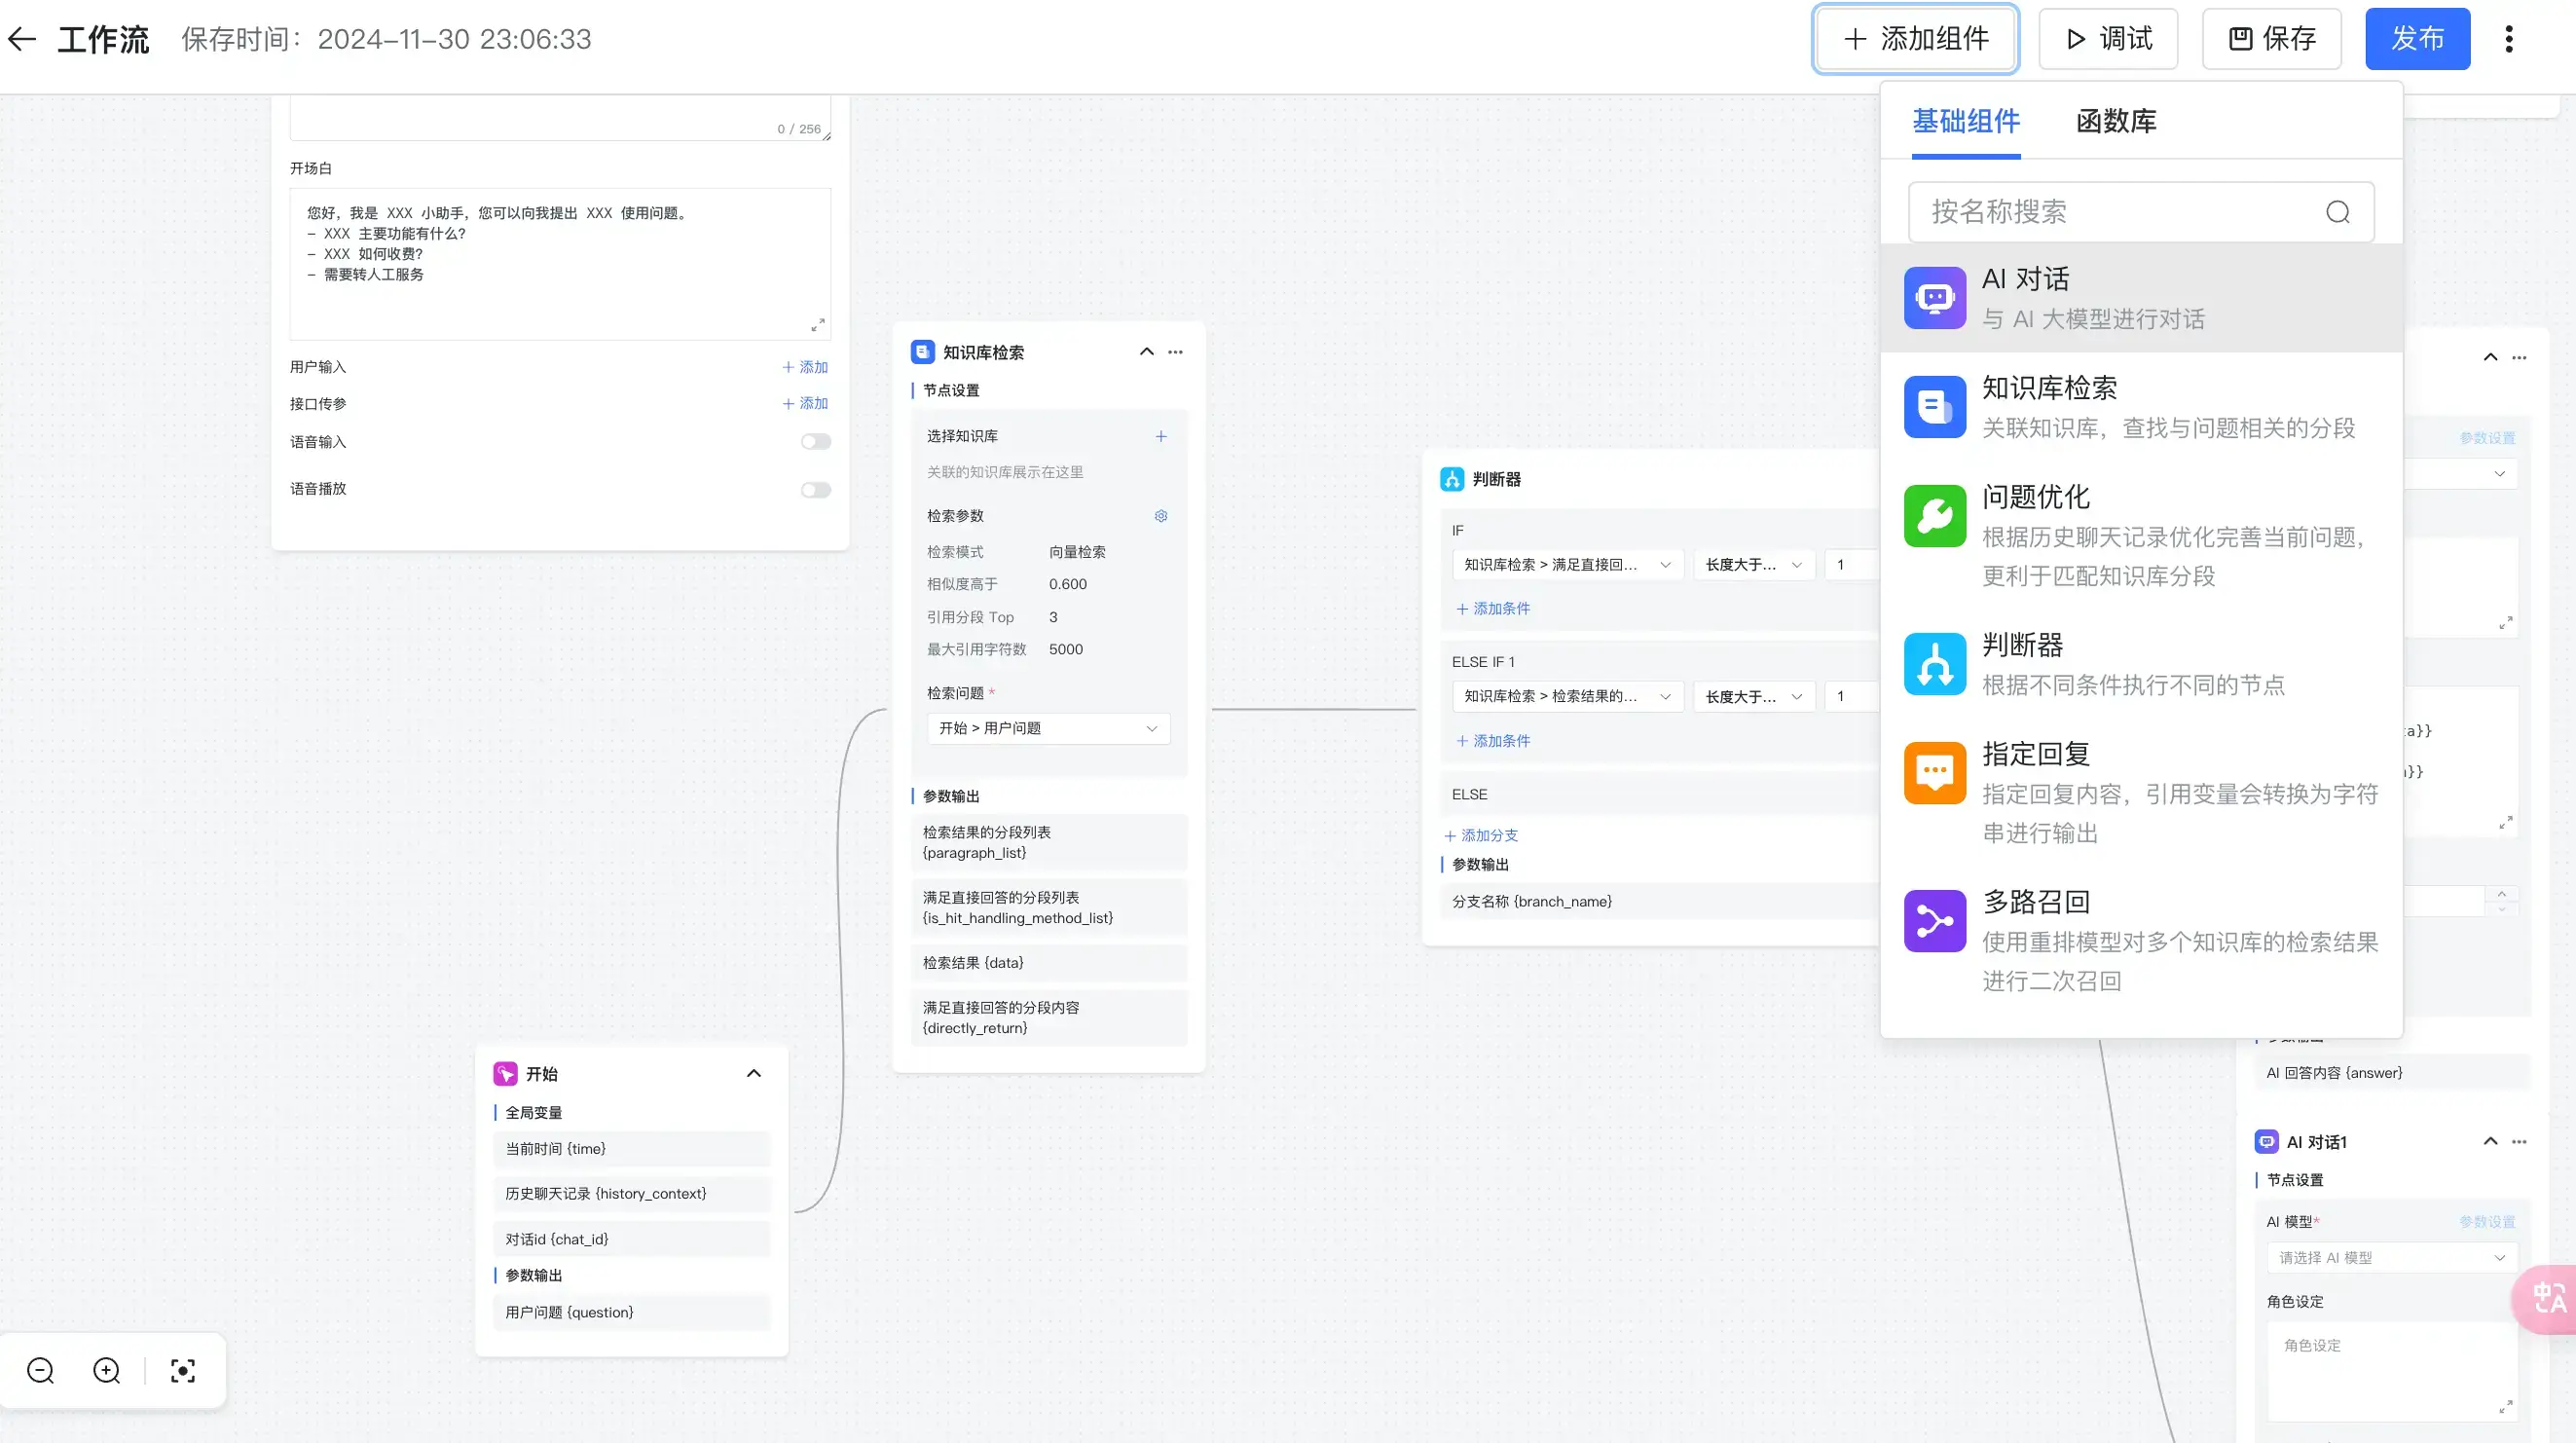 工作流
保存时间：2024-11-30 23:06:33
添加组件
调试
保存
发布
0 / 256
开场白
您好，我是 XXX 小助手，您可以向我提出 XXX 使用问题。
- XXX 主要功能有什么？
- XXX 如何收费？
- 需要转人工服务
用户输入
添加
接口传参
添加
语音输入
语音播放
知识库检索
节点设置
选择知识库
关联的知识库展示在这里
检索参数
检索模式 向量检索
相似度高于 0.600
引用分段 Top 3
最大引用字符数 5000
检索问题 *
开始 > 用户问题
参数输出
检索结果的分段列表
{paragraph_list}
满足直接回答的分段列表
{is_hit_handling_method_list}
检索结果 {data}
满足直接回答的分段内容
{directly_return}
开始
全局变量
当前时间 {time}
历史聊天记录 {history_context}
对话id {chat_id}
参数输出
用户问题 {question}
判断器
IF
知识库检索 > 满足直接回... 长度大于... 1
添加条件
ELSE IF 1
知识库检索 > 检索结果的... 长度大于... 1
添加条件
ELSE
添加分支
参数输出
分支名称 {branch_name}
基础组件 函数库
按名称搜索
AI 对话
与 AI 大模型进行对话
知识库检索
关联知识库，查找与问题相关的分段
问题优化
根据历史聊天记录优化完善当前问题，
更利于匹配知识库分段
判断器
根据不同条件执行不同的节点
指定回复
指定回复内容，引用变量会转换为字符
串进行输出
多路召回
使用重排模型对多个知识库的检索结果
进行二次召回
参数设置
a}}
}}
AI 回答内容 {answer}
AI 对话1
节点设置
AI 模型* 参数设置
请选择 AI 模型
角色设定
角色设定
中A